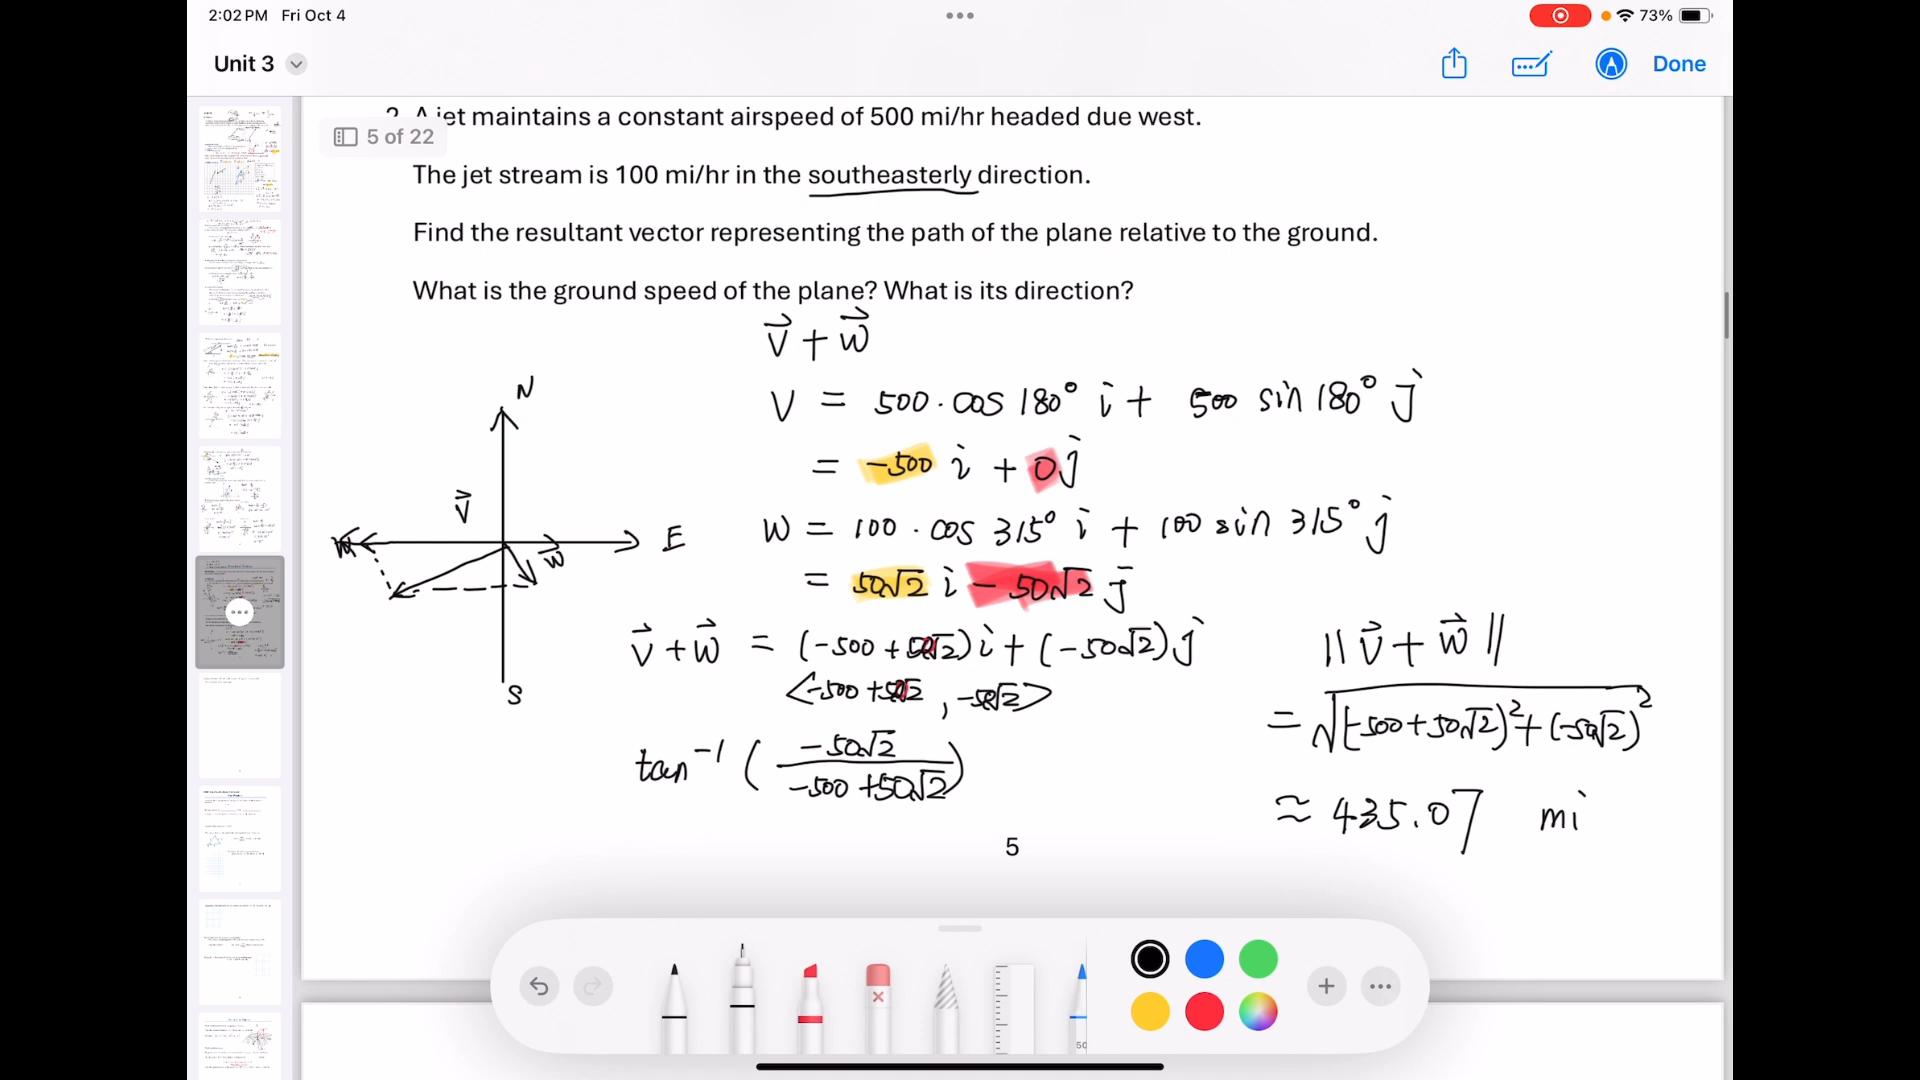 2:02 PM Fri Oct 4
73%
Unit 3
Done
5 of 22
2. A jet maintains a constant airspeed of 500 mi/hr headed due west.
The jet stream is 100 mi/hr in the southeasterly direction.
Find the resultant vector representing the path of the plane relative to the ground.
What is the ground speed of the plane? What is its direction?
v⃗ + w⃗
V = 500 · cos 180° i + 500 sin 180° j
= -500 i + 0j
W = 100 · cos 315° i + 100 sin 315° j
= 50√2 i - 50√2 j
v⃗ + w⃗ = (-500 + 50√2) i + (-50√2) j
<-500 + 50√2, -50√2>
tan⁻¹ ( -50√2 / -500 + 50√2 )
N
E
S
v⃗
w⃗
|| v⃗ + w⃗ ||
= √(-500 + 50√2)² + (-50√2)²
≈ 435.07 mi
5
50